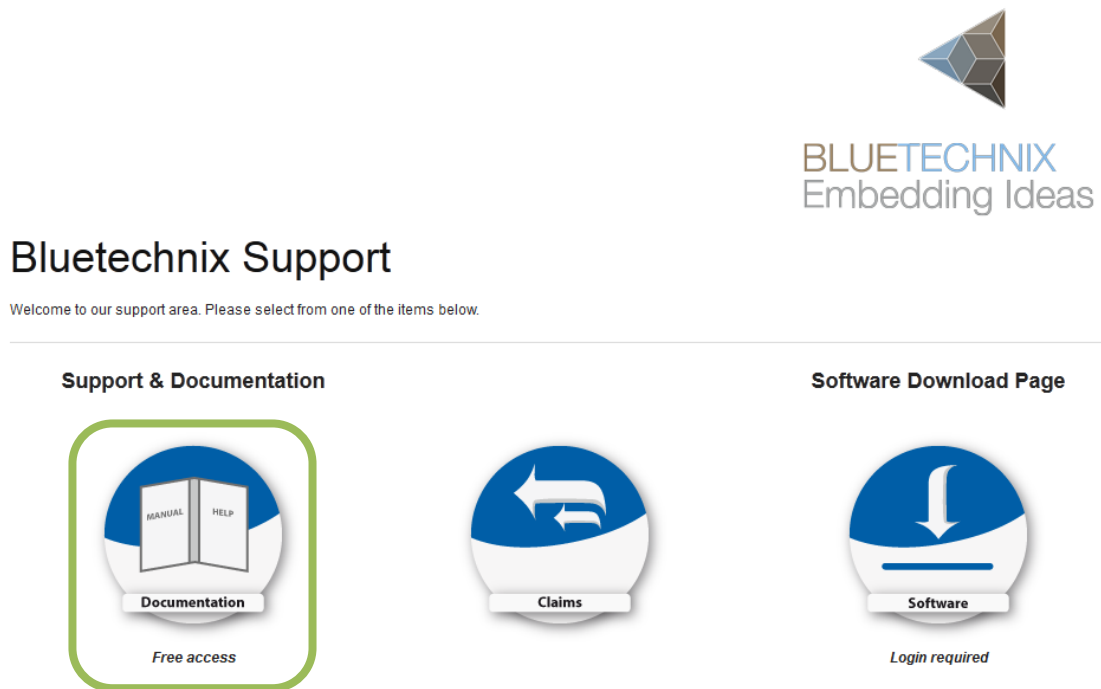 BLUETECHNIX
Embedding Ideas
Bluetechnix Support
Welcome to our support area. Please select from one of the items below.
Support & Documentation
Software Download Page
MANUAL HELP
Documentation
Claims
Software
Free access
Login required